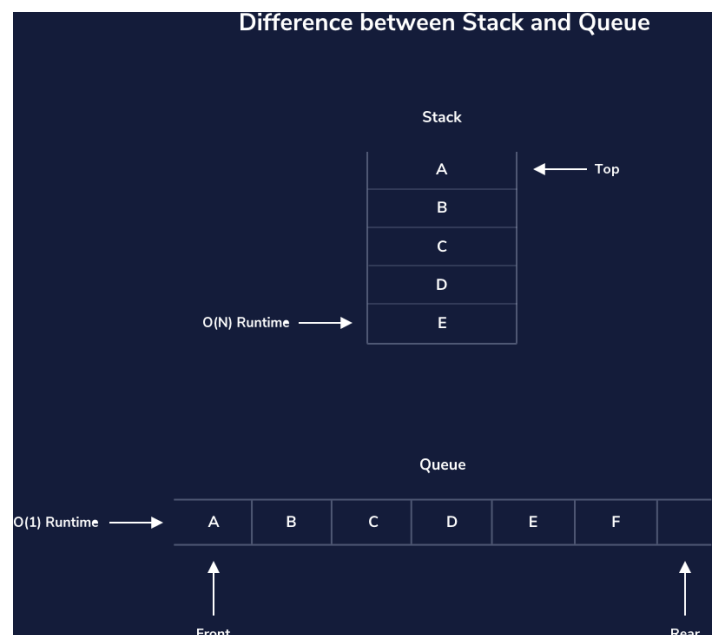 Difference between Stack and Queue
Stack
A
Top
B
C
D
O(N) Runtime
E
Queue
O(1) Runtime
A B C D E F
Front
Rear